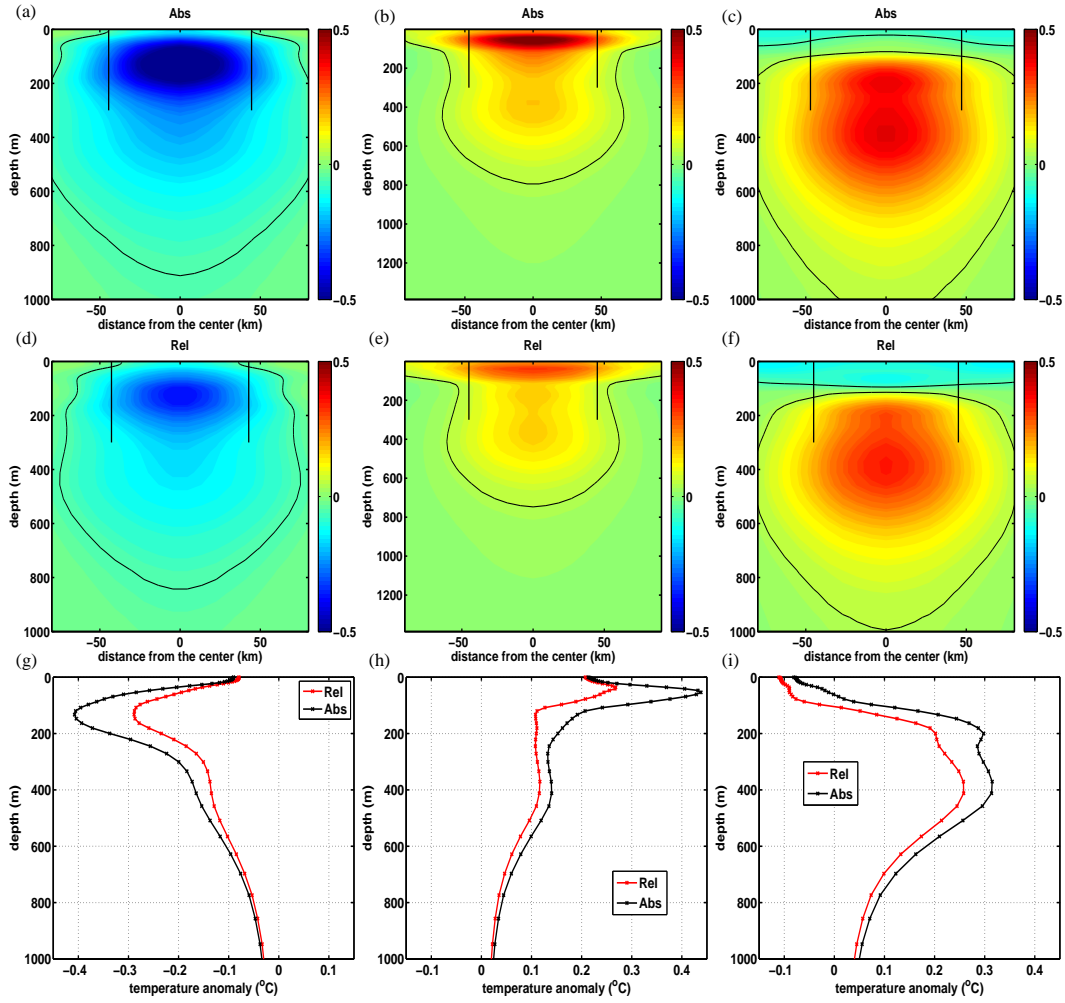 (a) Abs
0
200
400
600
800
1000
depth (m)
−50 0 50
distance from the center (km)
0.5
0
−0.5
(b) Abs
0
200
400
600
800
1000
1200
depth (m)
−50 0 50
distance from the center (km)
0.5
0
−0.5
(c) Abs
0
200
400
600
800
1000
depth (m)
−50 0 50
distance from the center (km)
0.5
0
−0.5
(d) Rel
0
200
400
600
800
1000
depth (m)
−50 0 50
distance from the center (km)
0.5
0
−0.5
(e) Rel
0
200
400
600
800
1000
1200
depth (m)
−50 0 50
distance from the center (km)
0.5
0
−0.5
(f) Rel
0
200
400
600
800
1000
depth (m)
−50 0 50
distance from the center (km)
0.5
0
−0.5
(g)
0
200
400
600
800
1000
depth (m)
Rel
Abs
−0.4 −0.3 −0.2 −0.1 0 0.1
temperature anomaly (°C)
(h)
0
200
400
600
800
1000
depth (m)
Rel
Abs
−0.1 0 0.1 0.2 0.3 0.4
temperature anomaly (°C)
(i)
0
200
400
600
800
1000
depth (m)
Rel
Abs
−0.1 0 0.1 0.2 0.3 0.4
temperature anomaly (°C)